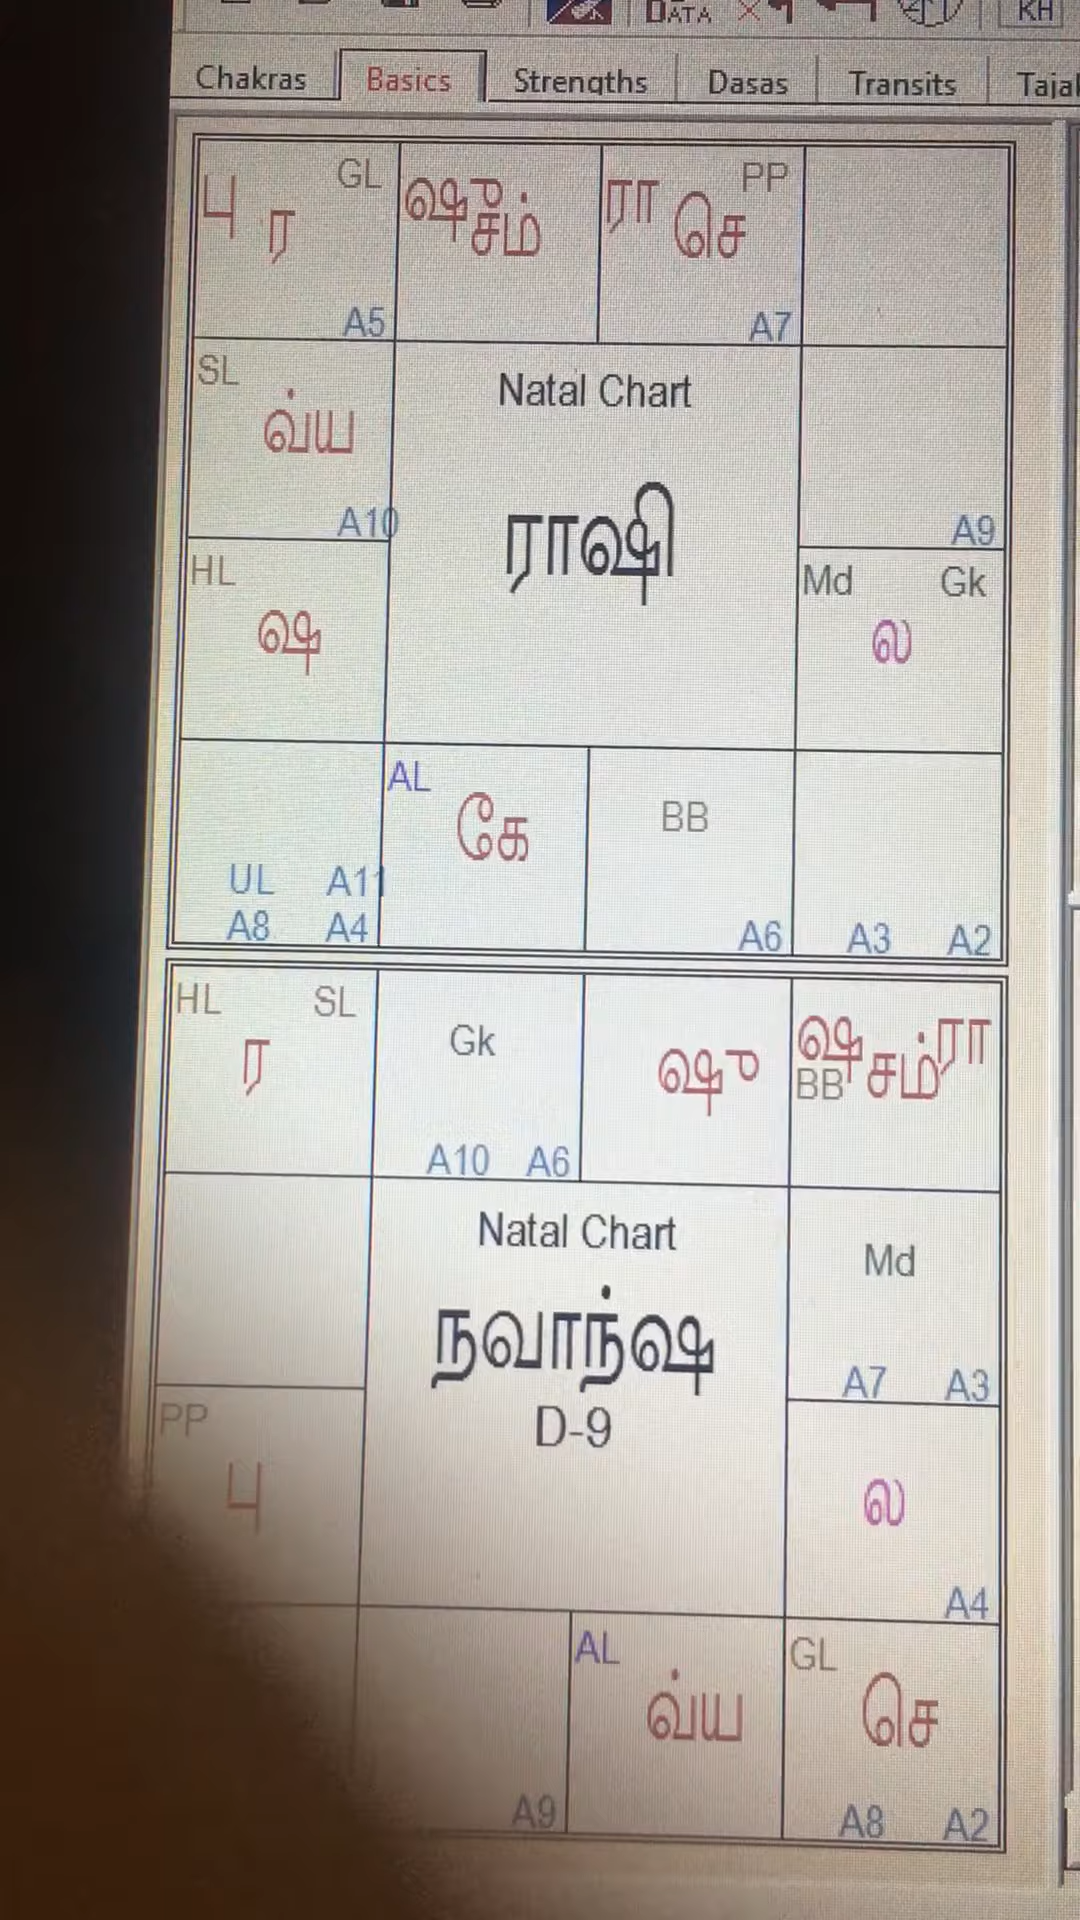 DATA
KH
Chakras Basics Strengths Dasas Transits
பு ர GL
A5
ஷு சம்
ரா செ PP
A7
SL
வ்ய
A10
Natal Chart
ராஷி
A9
HL
ஷ
Md Gk
ல
UL A11
A8 A4
AL
கே
BB
A6
A3 A2
HL SL
ர
Gk
A10 A6
ஷு
ஷ சம் ரா
BB
Natal Chart
நவாந்ஷ
D-9
Md
A7 A3
PP
பு
ல
A4
A9
AL
வ்ய
GL
செ
A8 A2